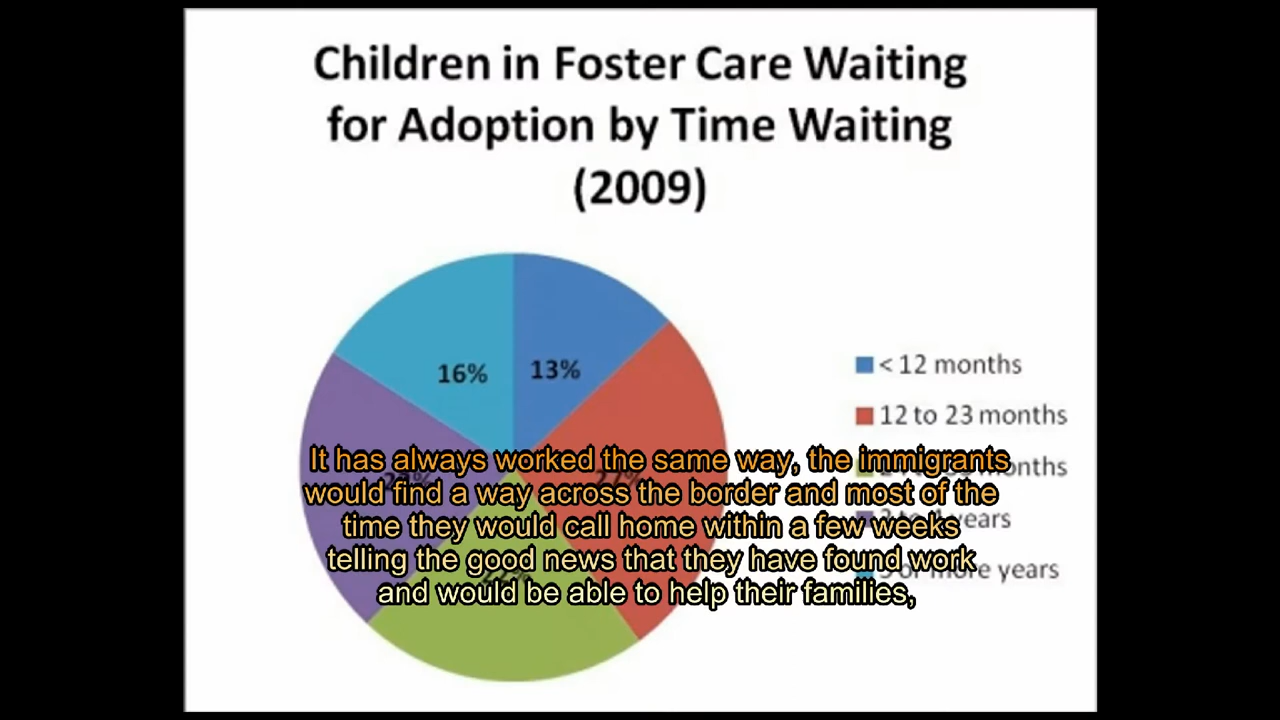 Children in Foster Care Waiting
for Adoption by Time Waiting
(2009)
16%
13%
< 12 months
12 to 23 months
months
years
years
It has always worked the same way, the immigrants
would find a way across the border and most of the
time they would call home within a few weeks
telling the good news that they have found work
and would be able to help their families,